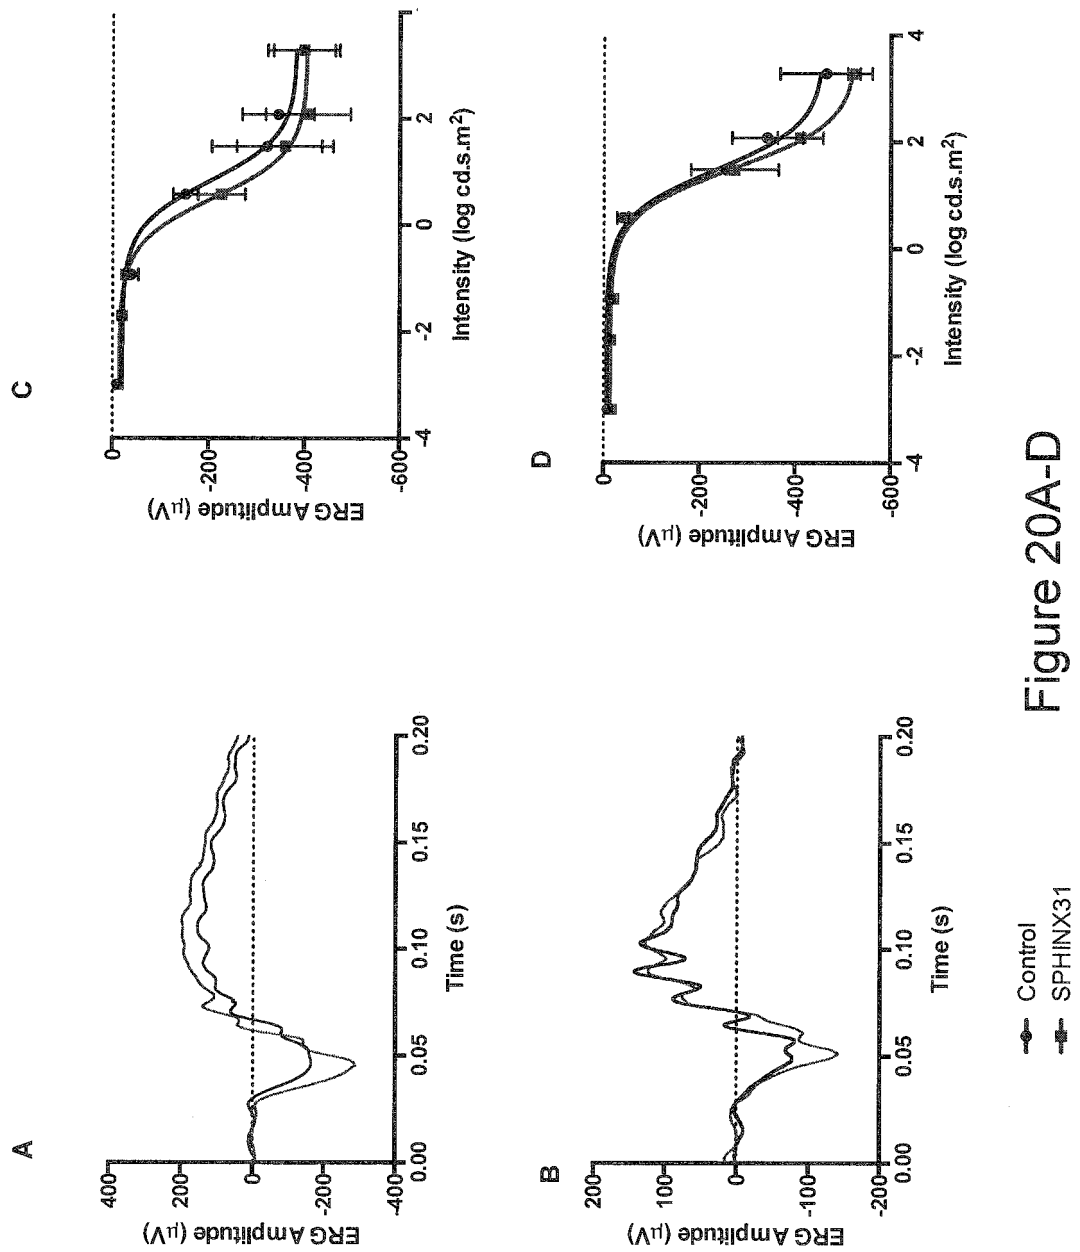 A
ERG Amplitude (µV)
400
200
0
-200
-400
0.00
0.05
0.10
0.15
0.20
Time (s)
C
ERG Amplitude (µV)
0
-200
-400
-600
-4
-2
0
2
Intensity (log cd.s.m²)
B
ERG Amplitude (µV)
200
100
0
-100
-200
0.00
0.05
0.10
0.15
0.20
Time (s)
D
ERG Amplitude (µV)
0
-200
-400
-600
-4
-2
0
2
4
Intensity (log cd.s.m²)
Control
SPHINX31
Figure 20A-D